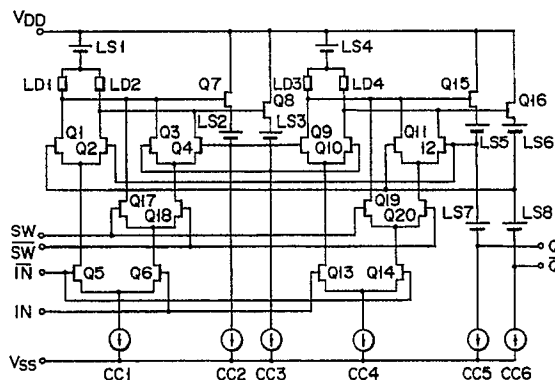 VDD
LS1 LS4
LD1 LD2 Q7 Q8 LD3 LD4 Q15 Q16
Q1 Q2 Q3 Q4 LS2 LS3 Q9 Q10 Q11 12 LS5 LS6
Q17 Q18 Q19 Q20 LS7 LS8
SW
S̅W̅
I̅N̅ Q5 Q6 Q13 Q14
Q
Q̅
IN
VSS
CC1 CC2 CC3 CC4 CC5 CC6